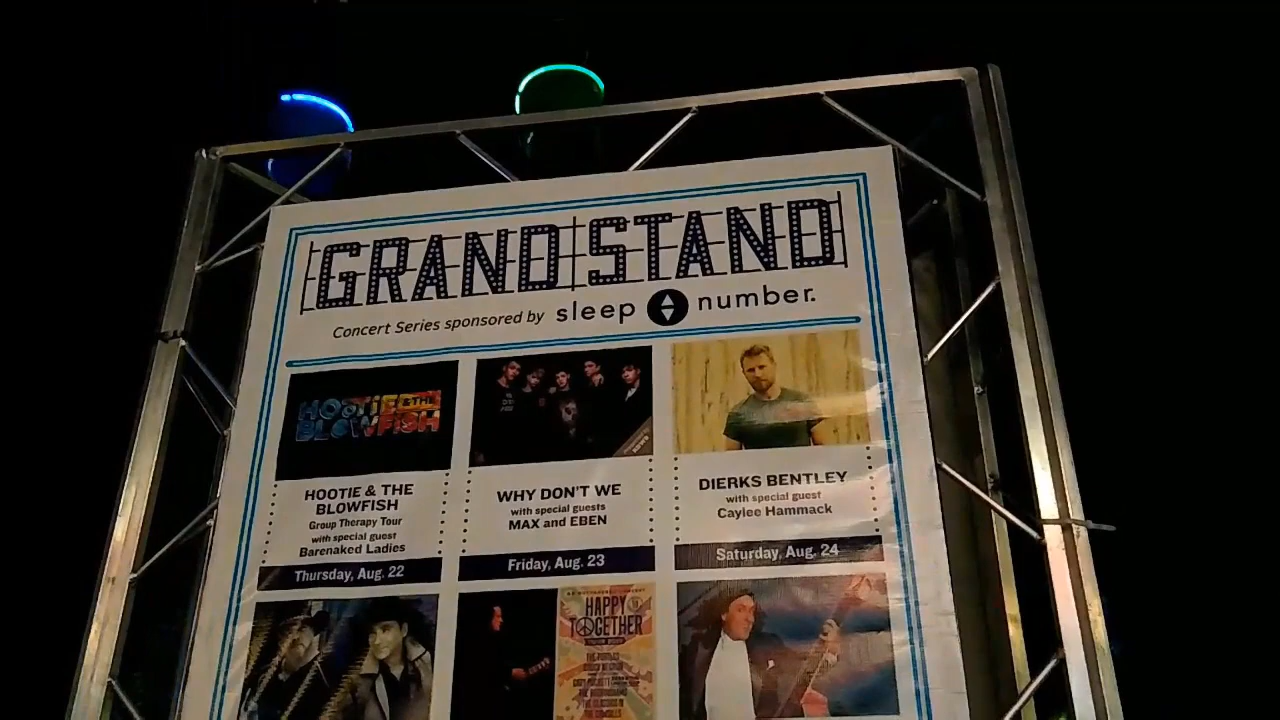 GRANDSTAND
Concert Series sponsored by sleep number.
HOOTIE & THE
BLOWFISH
HOOTIE & THE
BLOWFISH
Group Therapy Tour
with special guest
Barenaked Ladies
Thursday, Aug. 22
WHY DON'T WE
with special guests
MAX and EBEN
Friday, Aug. 23
DIERKS BENTLEY
with special guest
Caylee Hammack
Saturday, Aug. 24
HAPPY
TOGETHER